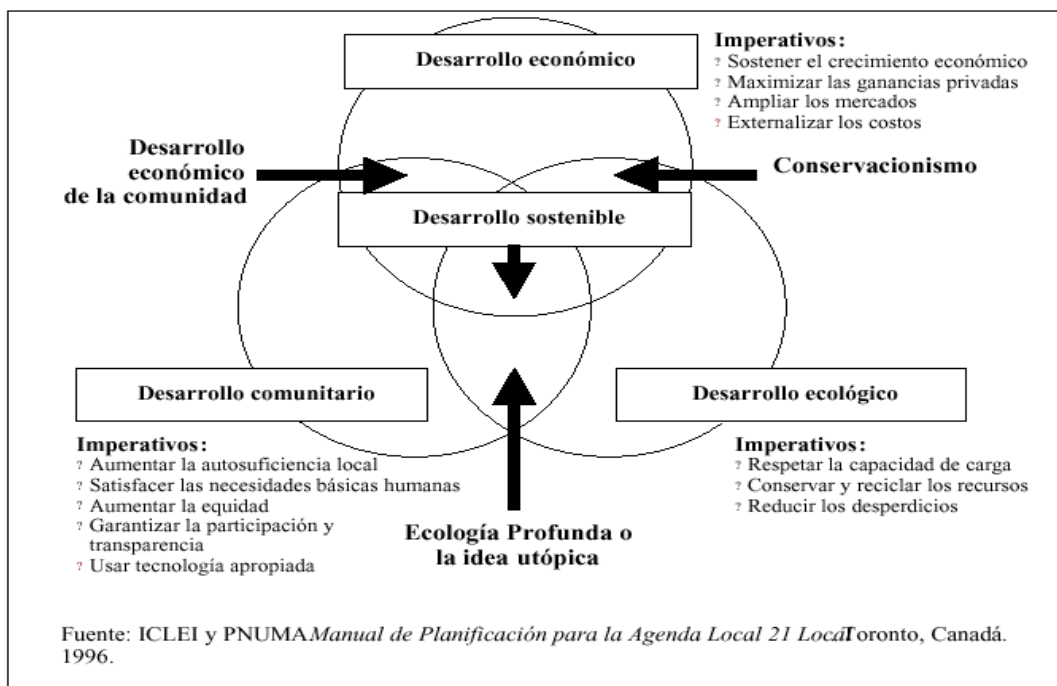 Desarrollo económico
Imperativos:
? Sostener el crecimiento económico
? Maximizar las ganancias privadas
? Ampliar los mercados
? Externalizar los costos
Desarrollo
económico
de la comunidad
Conservacionismo
Desarrollo sostenible
Desarrollo comunitario
Desarrollo ecológico
Imperativos:
? Aumentar la autosuficiencia local
? Satisfacer las necesidades básicas humanas
? Aumentar la equidad
? Garantizar la participación y
transparencia
? Usar tecnología apropiada
Imperativos:
? Respetar la capacidad de carga
? Conservar y reciclar los recursos
? Reducir los desperdicios
Ecología Profunda o
la idea utópica
Fuente: ICLEI y PNUMA Manual de Planificación para la Agenda Local 21 Local Toronto, Canadá.
1996.